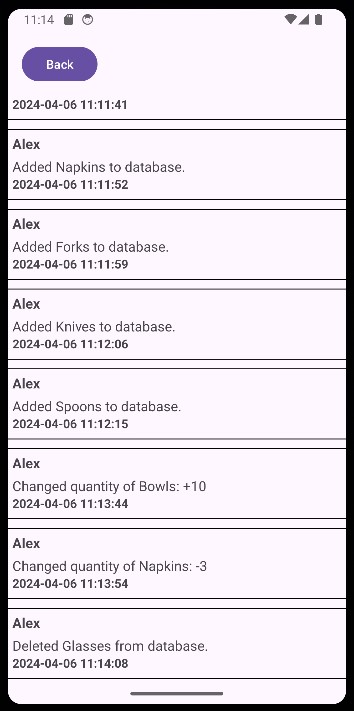 11:14
Back
2024-04-06 11:11:41
Alex
Added Napkins to database.
2024-04-06 11:11:52
Alex
Added Forks to database.
2024-04-06 11:11:59
Alex
Added Knives to database.
2024-04-06 11:12:06
Alex
Added Spoons to database.
2024-04-06 11:12:15
Alex
Changed quantity of Bowls: +10
2024-04-06 11:13:44
Alex
Changed quantity of Napkins: -3
2024-04-06 11:13:54
Alex
Deleted Glasses from database.
2024-04-06 11:14:08